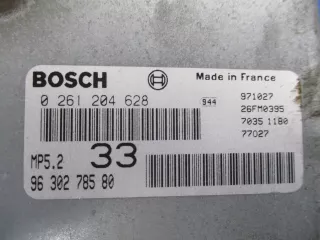 BOSCH Made in France
0 261 204 628 944 971027
26FM0395
7035 1180
77027
MP5.2 33
96 302 785 80